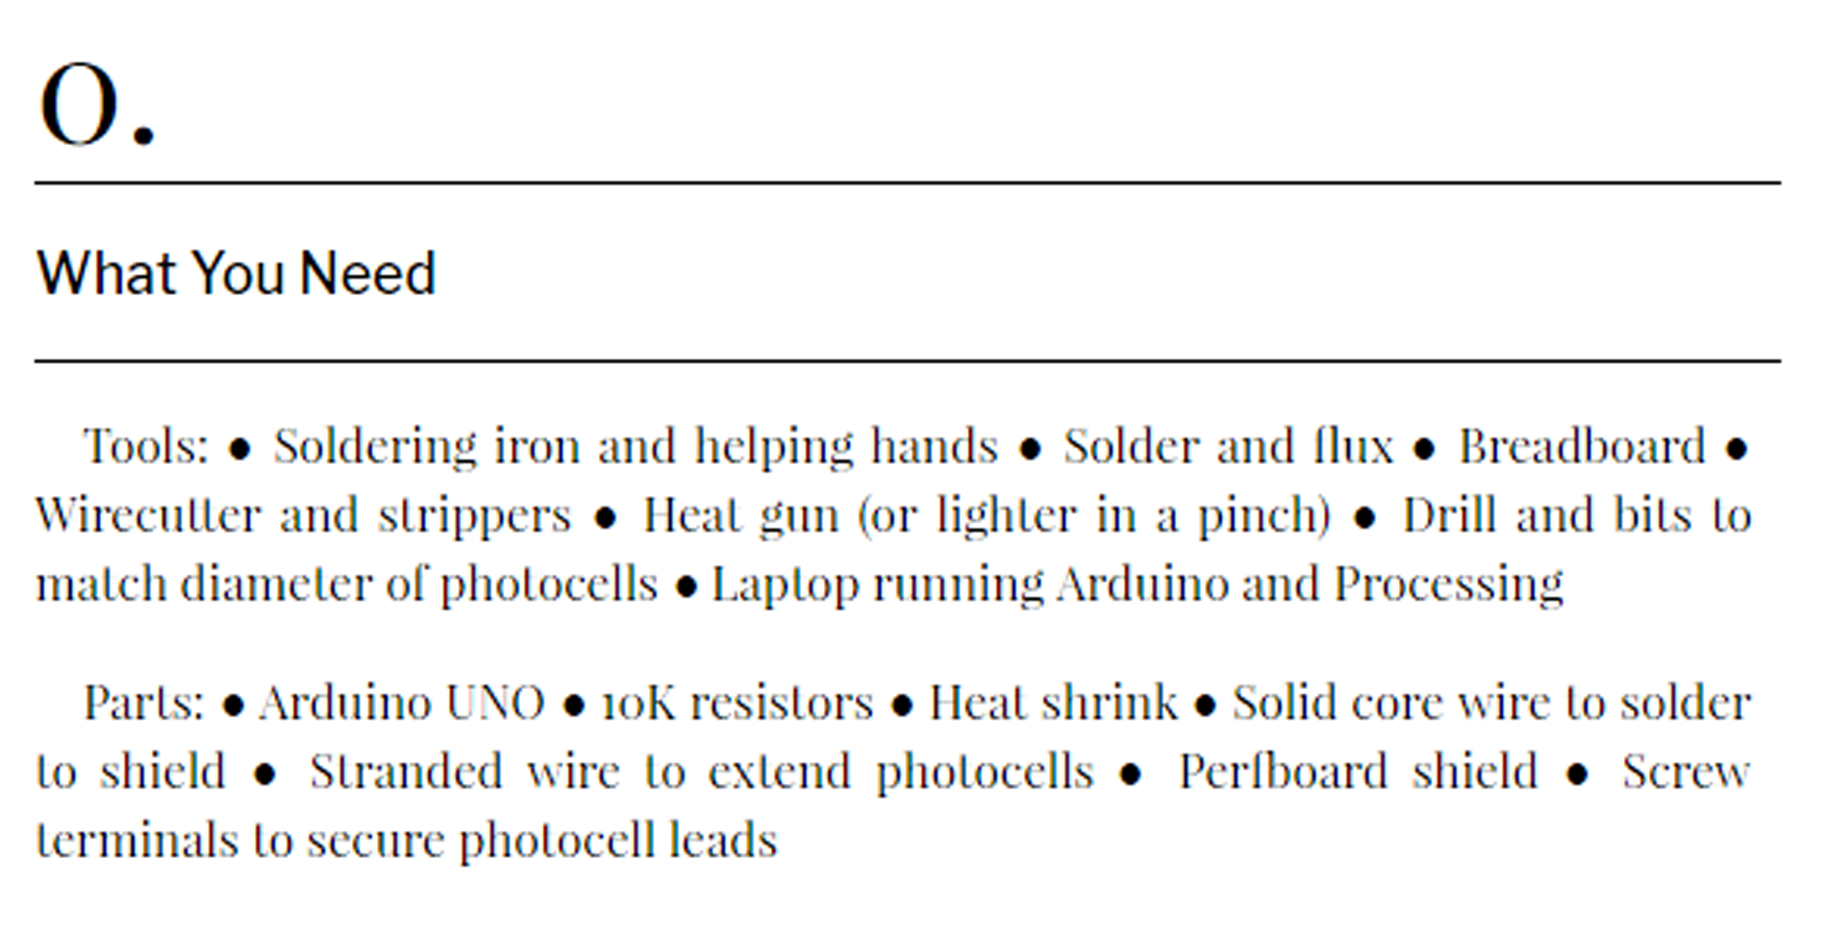 0.
What You Need
Tools: ● Soldering iron and helping hands ● Solder and flux ● Breadboard ●
Wirecutter and strippers ● Heat gun (or lighter in a pinch) ● Drill and bits to
match diameter of photocells ● Laptop running Arduino and Processing
Parts: ● Arduino UNO ● 10K resistors ● Heat shrink ● Solid core wire to solder
to shield ● Stranded wire to extend photocells ● Perfboard shield ● Screw
terminals to secure photocell leads